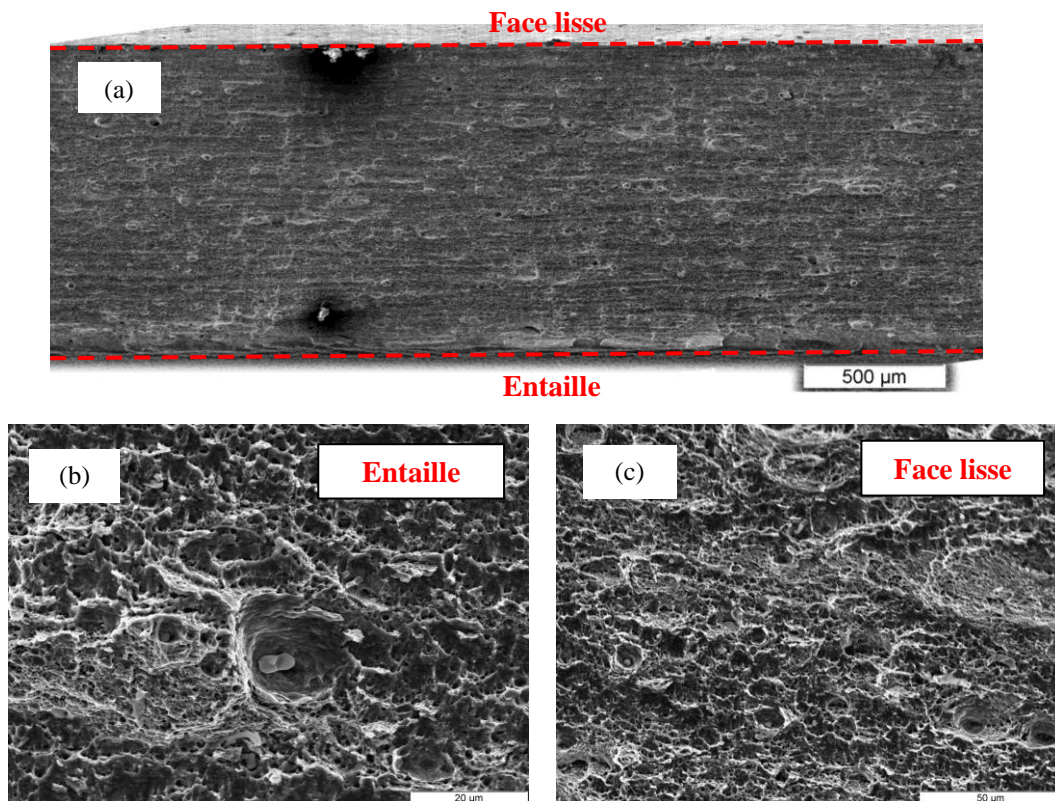 Face lisse
(a)
Entaille
500 µm
(b)
Entaille
(c)
Face lisse
20 µm
50 µm